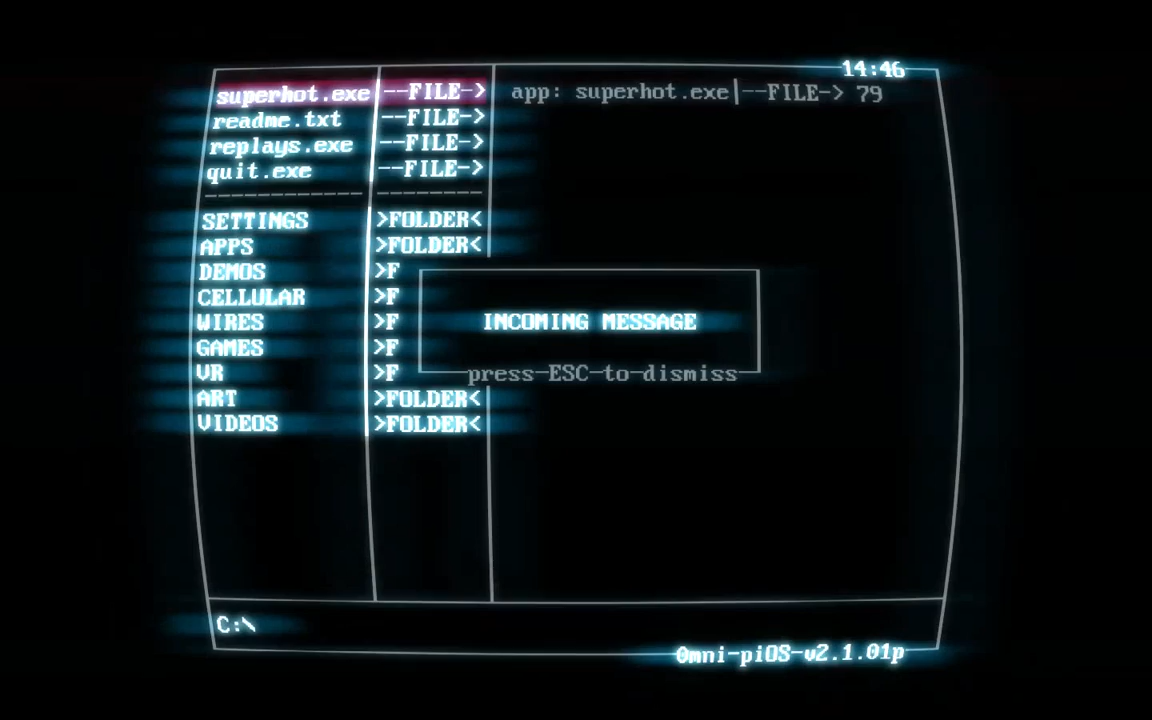 14:46
superhot.exe --FILE-> app: superhot.exe|--FILE-> 79
readme.txt --FILE->
replays.exe --FILE->
quit.exe --FILE->
SETTINGS >FOLDER<
APPS >FOLDER<
DEMOS >F
CELLULAR >F
WIRES >F
GAMES >F
VR >F
ART >FOLDER<
VIDEOS >FOLDER<
INCOMING MESSAGE
press-ESC-to-dismiss
C:\
Omni-piOS-v2.1.01p